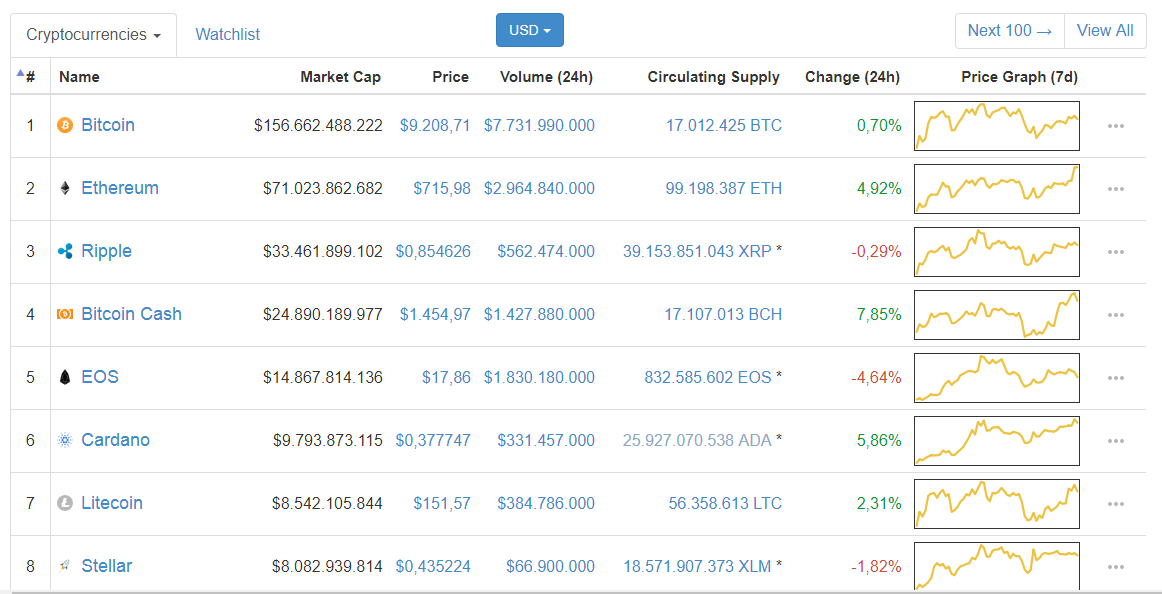 Cryptocurrencies Watchlist USD Next 100 → View All
# Name Market Cap Price Volume (24h) Circulating Supply Change (24h) Price Graph (7d)
1 Bitcoin $156.662.488.222 $9.208,71 $7.731.990.000 17.012.425 BTC 0,70%
2 Ethereum $71.023.862.682 $715,98 $2.964.840.000 99.198.387 ETH 4,92%
3 Ripple $33.461.899.102 $0,854626 $562.474.000 39.153.851.043 XRP * -0,29%
4 Bitcoin Cash $24.890.189.977 $1.454,97 $1.427.880.000 17.107.013 BCH 7,85%
5 EOS $14.867.814.136 $17,86 $1.830.180.000 832.585.602 EOS * -4,64%
6 Cardano $9.793.873.115 $0,377747 $331.457.000 25.927.070.538 ADA * 5,86%
7 Litecoin $8.542.105.844 $151,57 $384.786.000 56.358.613 LTC 2,31%
8 Stellar $8.082.939.814 $0,435224 $66.900.000 18.571.907.373 XLM * -1,82%